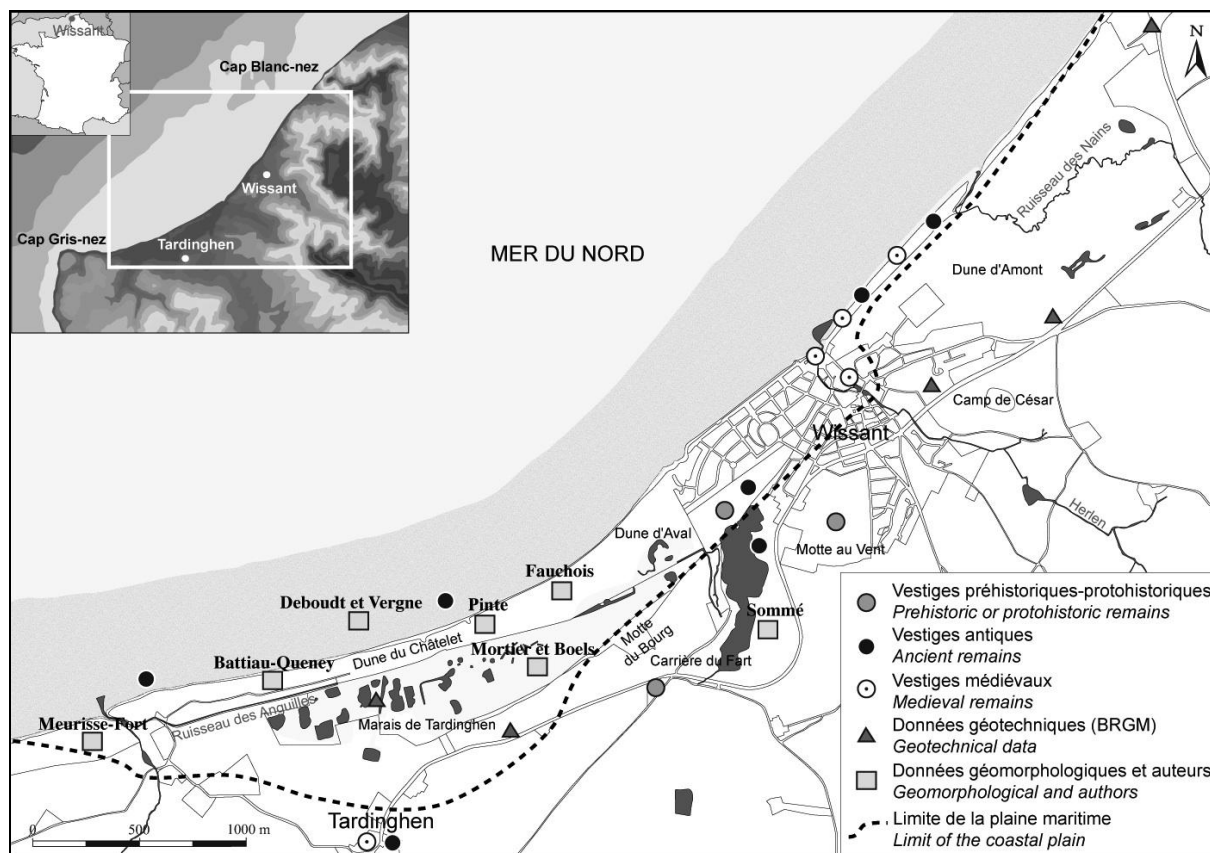 Wissant
Cap Blanc-nez
Wissant
Cap Gris-nez
Tardinghen
N
MER DU NORD
Ruisseau des Nains
Dune d'Amont
Camp de César
Wissant
Herlen
Dune d'Aval
Motte au Vent
Fauchois
Deboudt et Vergne
Pinte
Sommé
Motte
du Bourg
Dune du Châtelet
Mortier et Boels
Carrière du Fart
Battiau-Queney
Ruisseau des Anguilles
Marais de Tardinghen
Meurisse-Fort
Tardinghen
0 500 1000 m
Vestiges préhistoriques-protohistoriques
Prehistoric or protohistoric remains
Vestiges antiques
Ancient remains
Vestiges médiévaux
Medieval remains
Données géotechniques (BRGM)
Geotechnical data
Données géomorphologiques et auteurs
Geomorphological and authors
Limite de la plaine maritime
Limit of the coastal plain